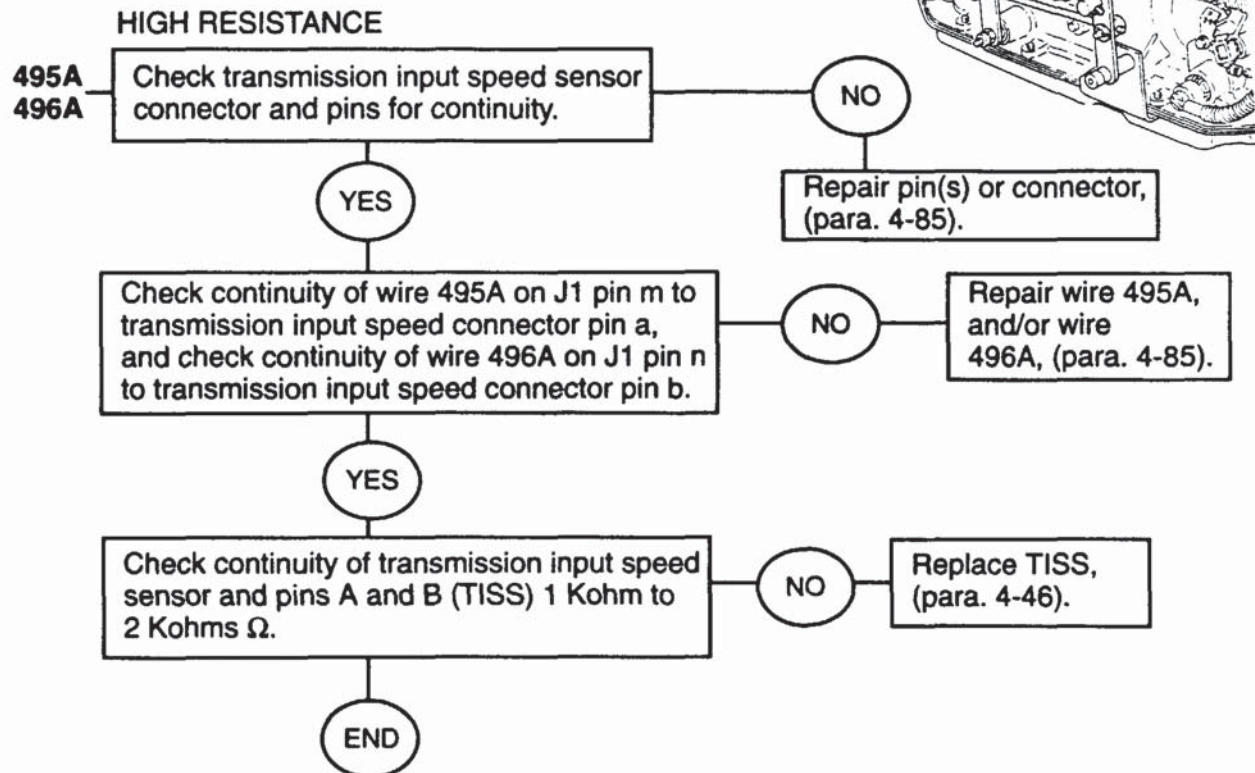 HIGH RESISTANCE
495A
496A
Check transmission input speed sensor
connector and pins for continuity.
NO
YES
Repair pin(s) or connector,
(para. 4-85).
Check continuity of wire 495A on J1 pin m to
transmission input speed connector pin a,
and check continuity of wire 496A on J1 pin n
to transmission input speed connector pin b.
NO
Repair wire 495A,
and/or wire
496A, (para. 4-85).
YES
Check continuity of transmission input speed
sensor and pins A and B (TISS) 1 Kohm to
2 Kohms Ω.
NO
Replace TISS,
(para. 4-46).
END